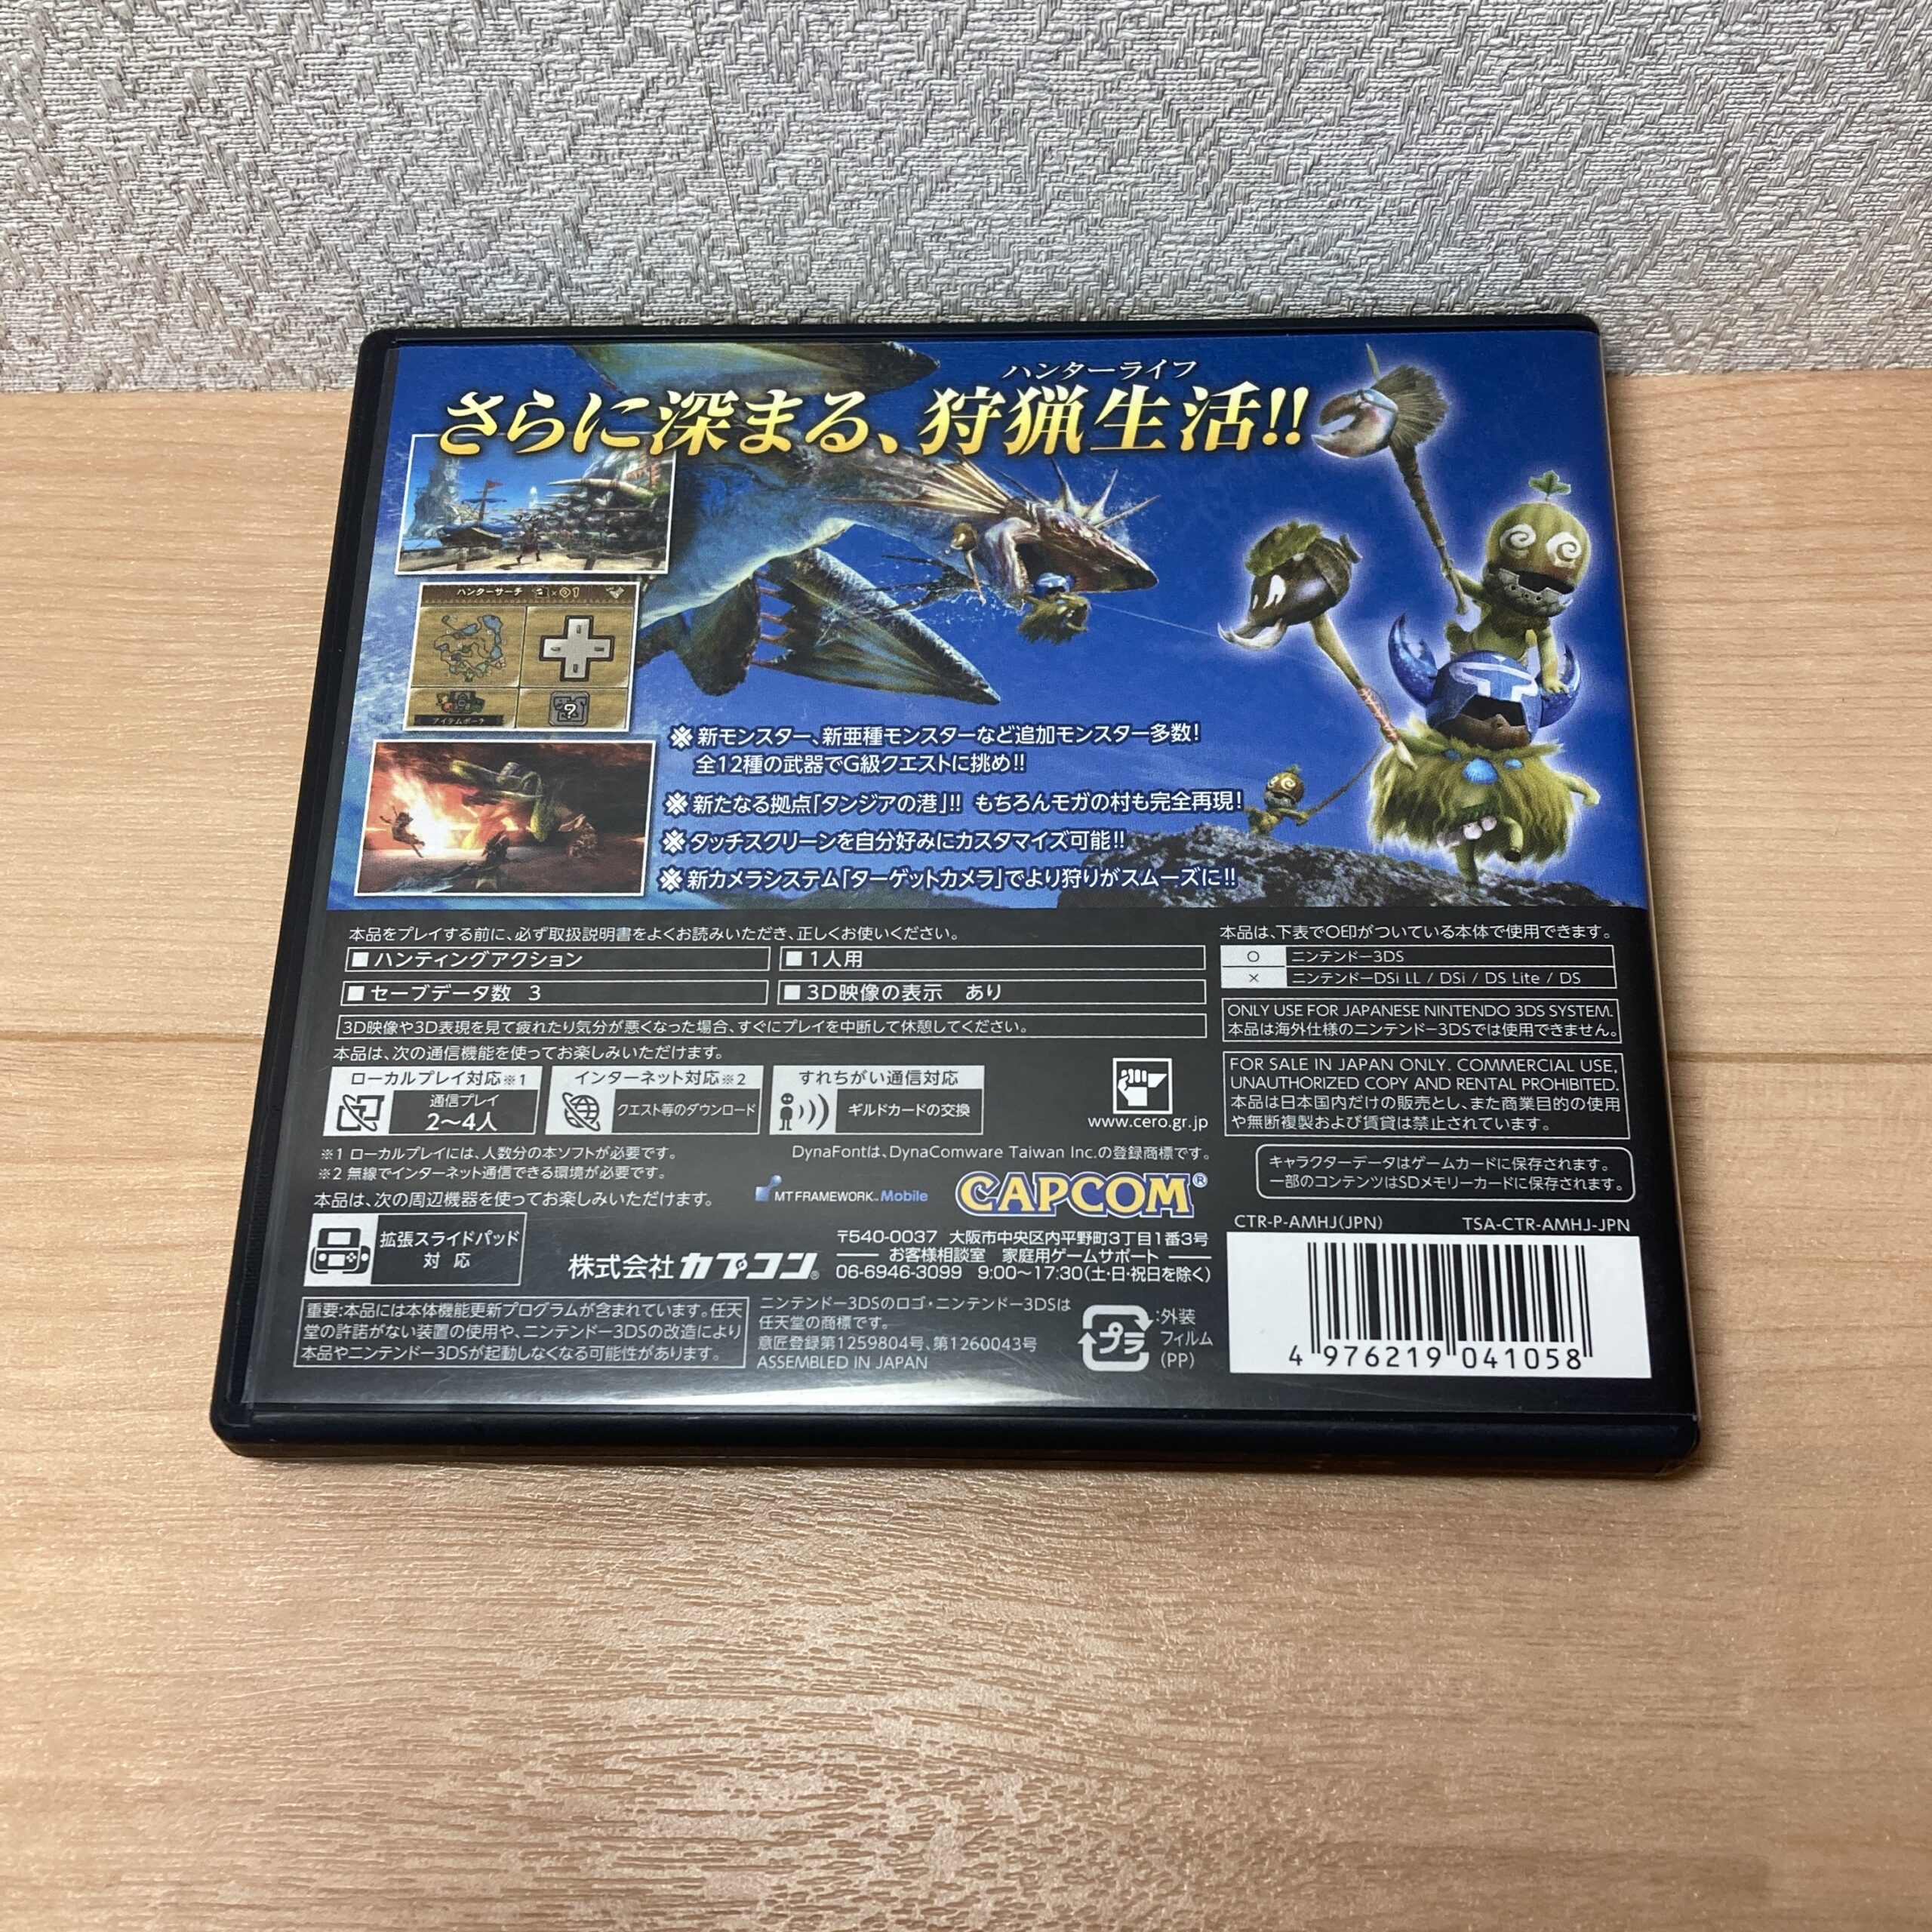 ハンターライフ
さらに深まる、狩猟生活!!
ハンターサーチ
×01
アイテムポーチ
?
※新モンスター、新亜種モンスターなど追加モンスター多数!
全12種の武器でG級クエストに挑め!!
※新たなる拠点「タンジアの港」!! もちろんモガの村も完全再現!
※タッチスクリーンを自分好みにカスタマイズ可能!!
※新カメラシステム「ターゲットカメラ」でより狩りがスムーズに!!
本品をプレイする前に、必ず取扱説明書をよくお読みいただき、正しくお使いください。
■ハンティングアクション
■1人用
■セーブデータ数 3
■3D映像の表示 あり
3D映像や3D表現を見て疲れたり気分が悪くなった場合、すぐにプレイを中断して休憩してください。
本品は、次の通信機能を使ってお楽しみいただけます。
ローカルプレイ対応※1
通信プレイ
2〜4人
インターネット対応※2
クエスト等のダウンロード
すれちがい通信対応
ギルドカードの交換
www.cero.gr.jp
※1 ローカルプレイには、人数分の本ソフトが必要です。
※2 無線でインターネット通信できる環境が必要です。
本品は、次の周辺機器を使ってお楽しみいただけます。
拡張スライドパッド
対応
DynaFontは、DynaComware Taiwan Inc.の登録商標です。
MT FRAMEWORK™ Mobile
CAPCOM®
株式会社カプコン®
〒540-0037 大阪市中央区内平野町3丁目1番3号
お客様相談室 家庭用ゲームサポート
06-6946-3099 9:00〜17:30(土・日・祝日を除く)
重要:本品には本体機能更新プログラムが含まれています。任天
堂の許諾がない装置の使用や、ニンテンドー3DSの改造により
本品やニンテンドー3DSが起動しなくなる可能性があります。
ニンテンドー3DSのロゴ・ニンテンドー3DSは
任天堂の商標です。
意匠登録第1259804号、第1260043号
ASSEMBLED IN JAPAN
プラ
:外装
フィルム
(PP)
本品は、下表で○印がついている本体で使用できます。
○ ニンテンドー3DS
× ニンテンドーDSi LL / DSi / DS Lite / DS
ONLY USE FOR JAPANESE NINTENDO 3DS SYSTEM.
本品は海外仕様のニンテンドー3DSでは使用できません。
FOR SALE IN JAPAN ONLY. COMMERCIAL USE,
UNAUTHORIZED COPY AND RENTAL PROHIBITED.
本品は日本国内だけの販売とし、また商業目的の使用
や無断複製および賃貸は禁止されています。
キャラクターデータはゲームカードに保存されます。
一部のコンテンツはSDメモリーカードに保存されます。
CTR-P-AMHJ(JPN)
TSA-CTR-AMHJ-JPN
4 976219 041058